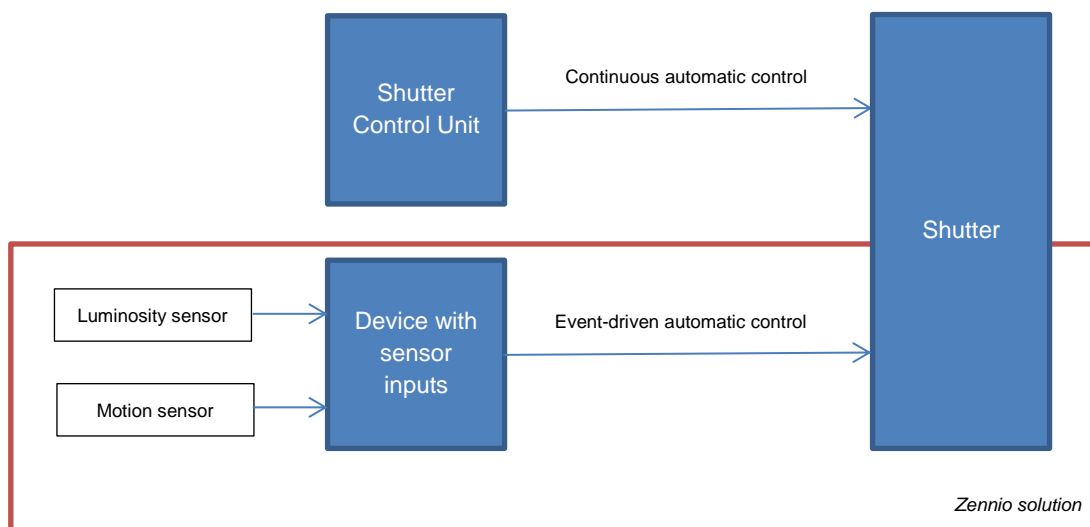 Shutter
Control Unit
Continuous automatic control
Shutter
Luminosity sensor
Motion sensor
Device with
sensor
inputs
Event-driven automatic control
Zennio solution